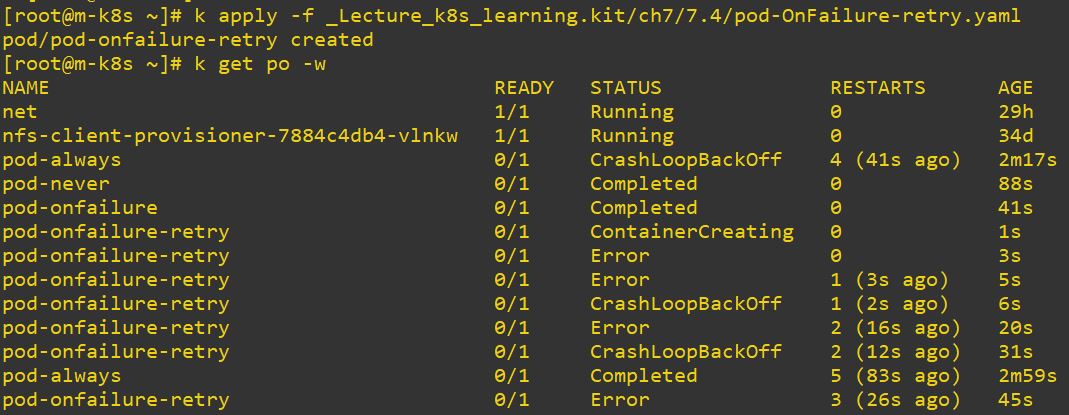 [root@m-k8s ~]# k apply -f _Lecture_k8s_learning.kit/ch7/7.4/pod-OnFailure-retry.yaml
pod/pod-onfailure-retry created
[root@m-k8s ~]# k get po -w
NAME READY STATUS RESTARTS AGE
net 1/1 Running 0 29h
nfs-client-provisioner-7884c4db4-vlnkw 1/1 Running 0 34d
pod-always 0/1 CrashLoopBackOff 4 (41s ago) 2m17s
pod-never 0/1 Completed 0 88s
pod-onfailure 0/1 Completed 0 41s
pod-onfailure-retry 0/1 ContainerCreating 0 1s
pod-onfailure-retry 0/1 Error 0 3s
pod-onfailure-retry 0/1 Error 1 (3s ago) 5s
pod-onfailure-retry 0/1 CrashLoopBackOff 1 (2s ago) 6s
pod-onfailure-retry 0/1 Error 2 (16s ago) 20s
pod-onfailure-retry 0/1 CrashLoopBackOff 2 (12s ago) 31s
pod-always 0/1 Completed 5 (83s ago) 2m59s
pod-onfailure-retry 0/1 Error 3 (26s ago) 45s